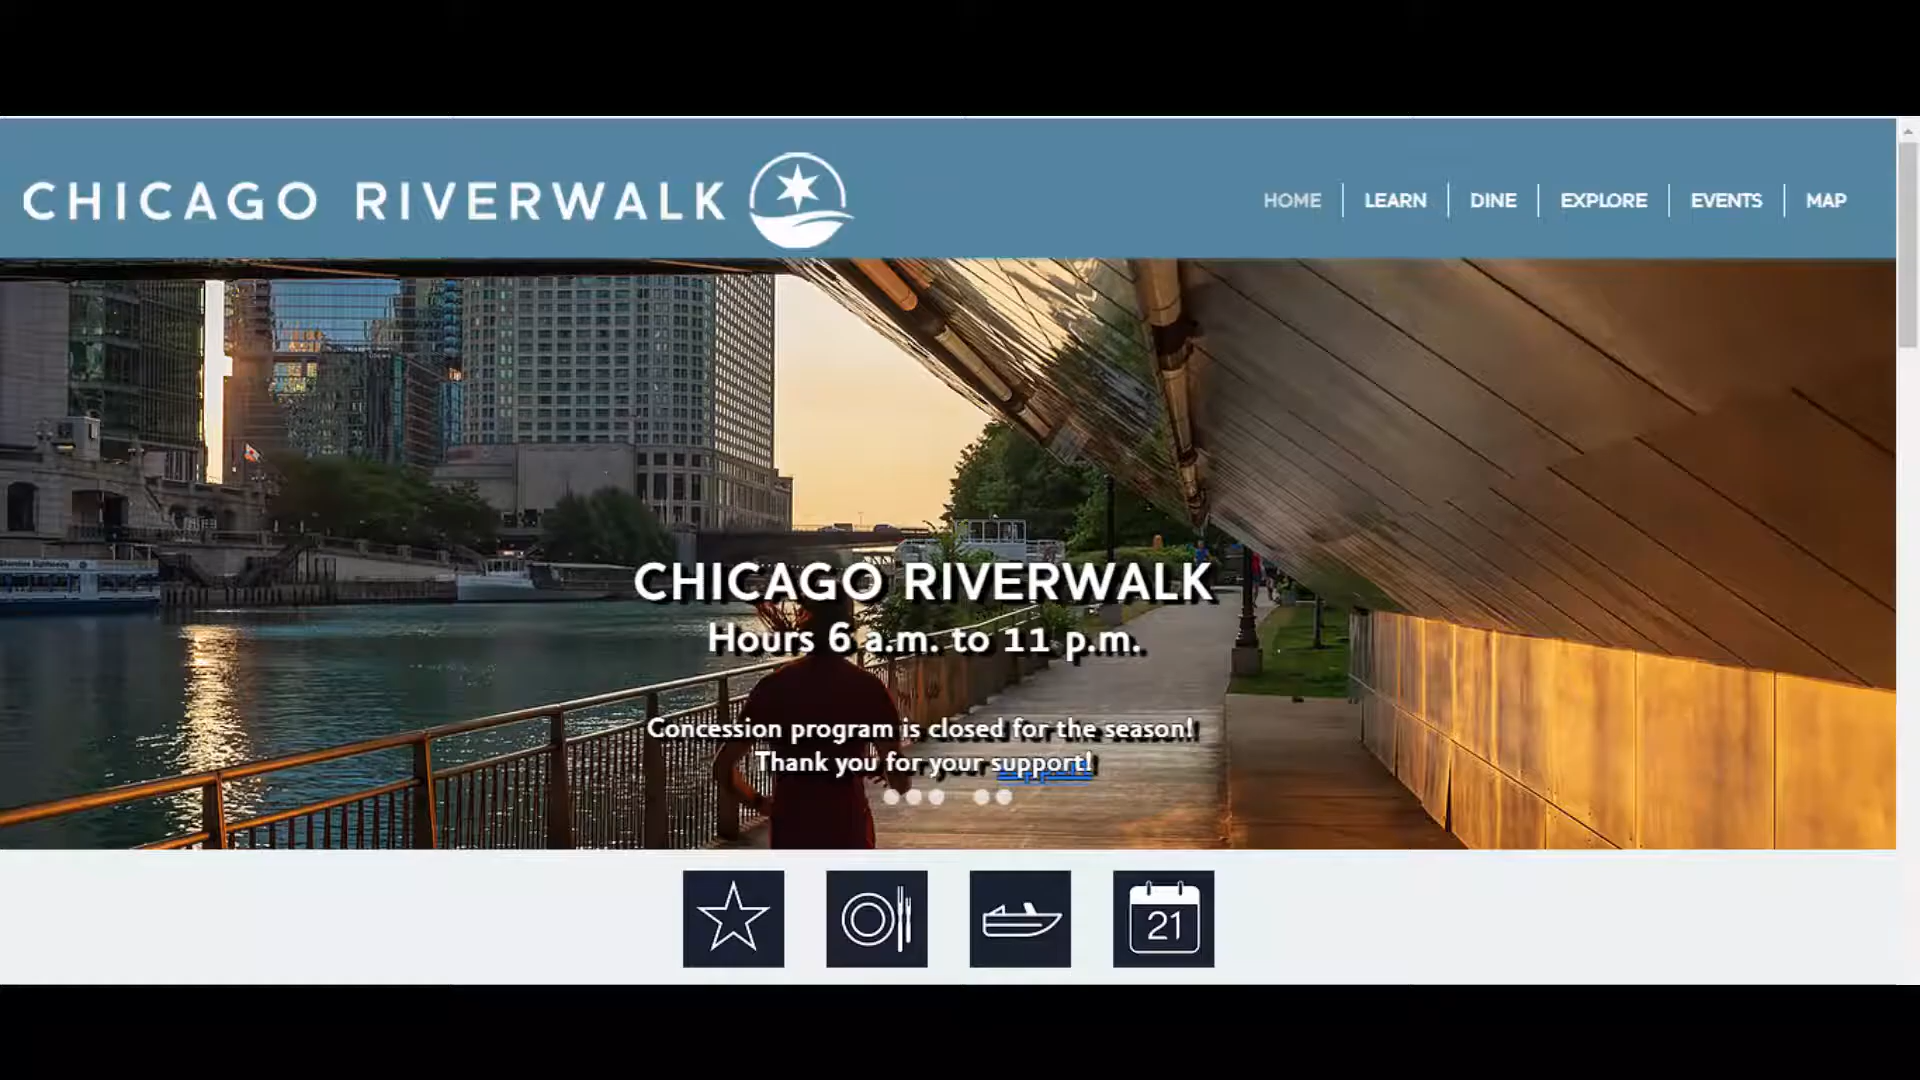 CHICAGO RIVERWALK
HOME
LEARN
DINE
EXPLORE
EVENTS
MAP
CHICAGO RIVERWALK
Hours 6 a.m. to 11 p.m.
Concession program is closed for the season!
Thank you for your support!
21